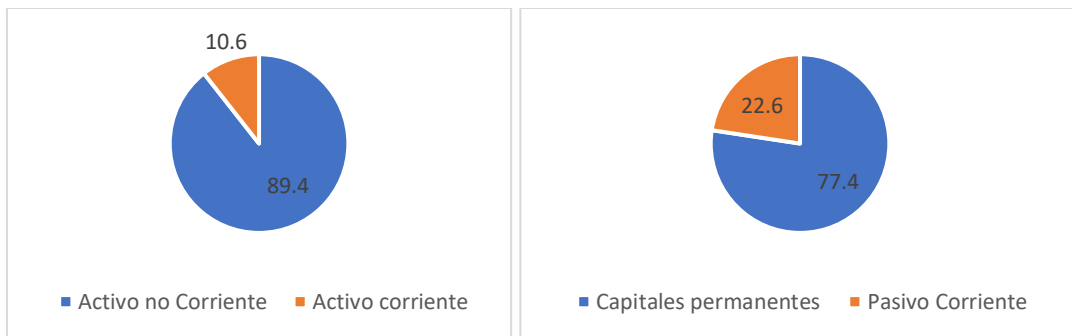 10.6
89.4
Activo no Corriente
Activo corriente
22.6
77.4
Capitales permanentes
Pasivo Corriente